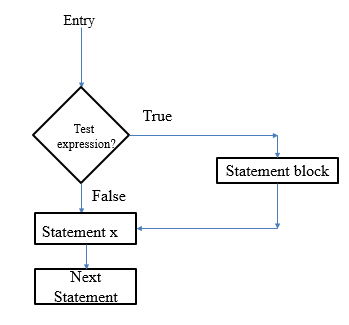 Entry
True
Test
expression?
Statement block
False
Statement x
Next
Statement